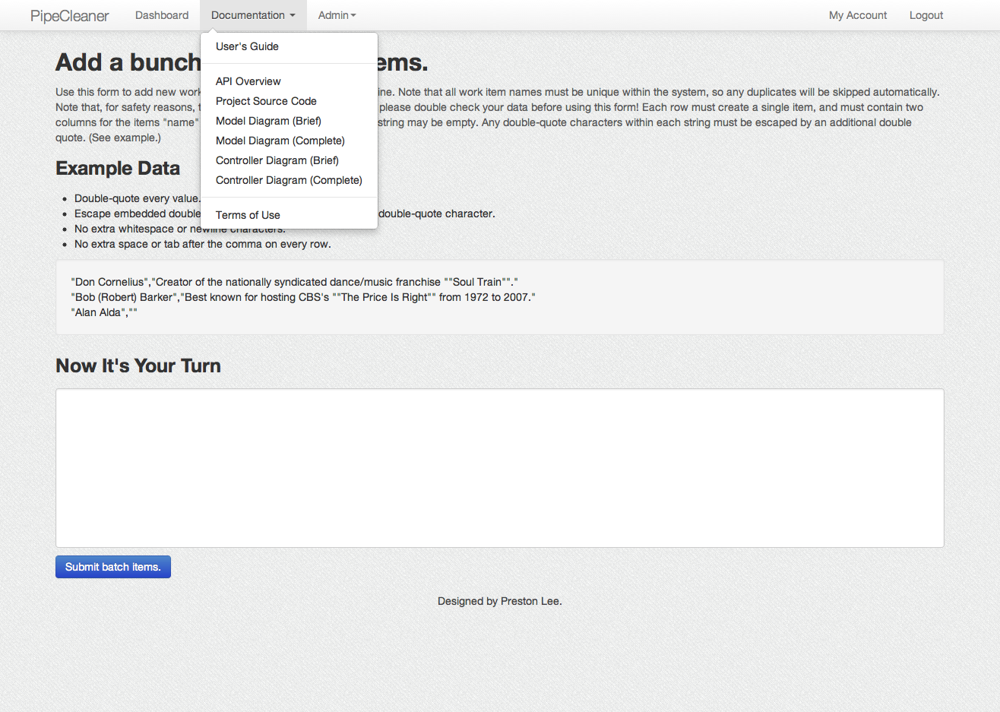 PipeCleaner Dashboard Documentation Admin My Account Logout
User's Guide
API Overview
Project Source Code
Model Diagram (Brief)
Model Diagram (Complete)
Controller Diagram (Brief)
Controller Diagram (Complete)
Terms of Use
Add a bunch ems.
Use this form to add new work ine. Note that all work item names must be unique within the system, so any duplicates will be skipped automatically.
Note that, for safety reasons, please double check your data before using this form! Each row must create a single item, and must contain two
columns for the items "name" string may be empty. Any double-quote characters within each string must be escaped by an additional double
quote. (See example.)
Example Data
• Double-quote every value.
• Escape embedded double double-quote character.
• No extra whitespace or newline characters.
• No extra space or tab after the comma on every row.
"Don Cornelius","Creator of the nationally syndicated dance/music franchise ""Soul Train""."
"Bob (Robert) Barker","Best known for hosting CBS's ""The Price Is Right"" from 1972 to 2007."
"Alan Alda",""
Now It's Your Turn
Submit batch items.
Designed by Preston Lee.